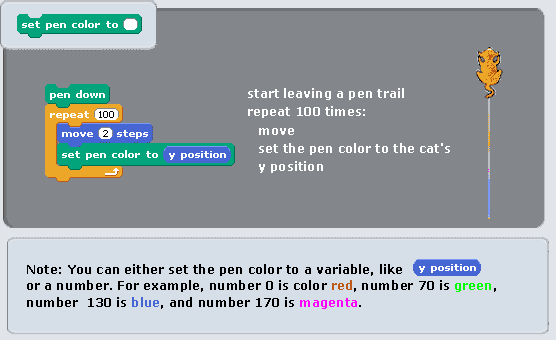 set pen color to
pen down
repeat 100
move 2 steps
set pen color to y position
start leaving a pen trail
repeat 100 times:
move
set the pen color to the cat's
y position
Note: You can either set the pen color to a variable, like y position
or a number. For example, number 0 is color red, number 70 is green,
number 130 is blue, and number 170 is magenta.